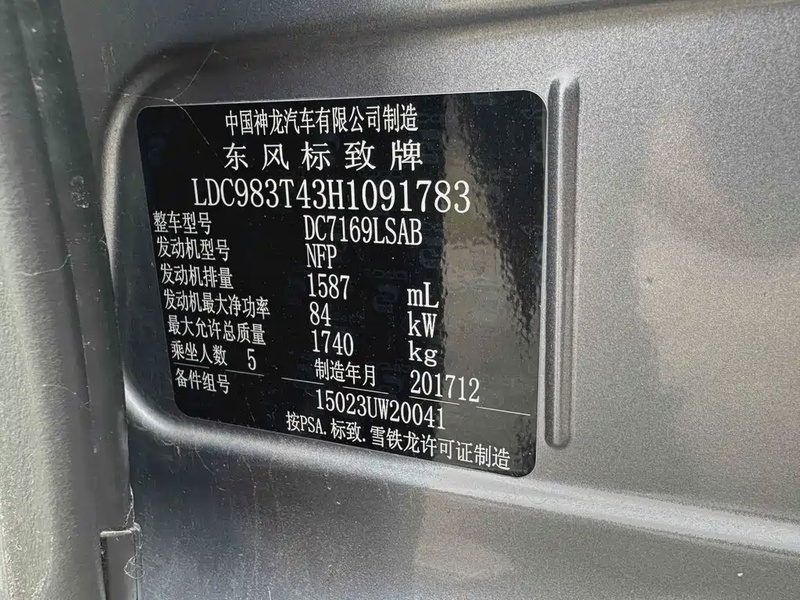 中国神龙汽车有限公司制造
东风标致牌
LDC983T43H1091783
整车型号 DC7169LSAB
发动机型号 NFP
发动机排量 1587 mL
发动机最大净功率 84 kW
最大允许总质量 1740 kg
乘坐人数 5 制造年月 201712
备件组号 15023UW20041
按PSA.标致.雪铁龙许可证制造